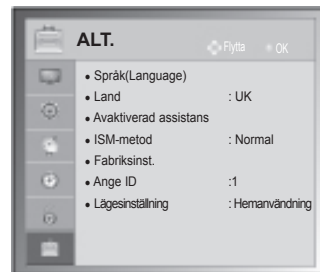 ALT.
Flytta
OK
• Språk(Language)
• Land : UK
• Avaktiverad assistans
• ISM-metod : Normal
• Fabriksinst.
• Ange ID :1
• Lägesinställning : Hemanvändning